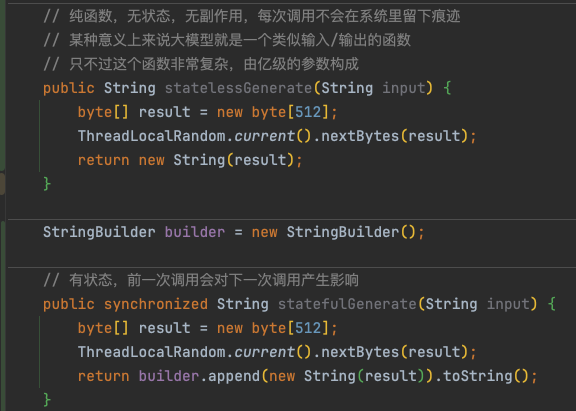 // 纯函数，无状态，无副作用，每次调用不会在系统里留下痕迹
// 某种意义上来说大模型就是一个类似输入/输出的函数
// 只不过这个函数非常复杂，由亿级的参数构成
public String statelessGenerate(String input) {
    byte[] result = new byte[512];
    ThreadLocalRandom.current().nextBytes(result);
    return new String(result);
}
StringBuilder builder = new StringBuilder();
// 有状态，前一次调用会对下一次调用产生影响
public synchronized String statefulGenerate(String input) {
    byte[] result = new byte[512];
    ThreadLocalRandom.current().nextBytes(result);
    return builder.append(new String(result)).toString();
}